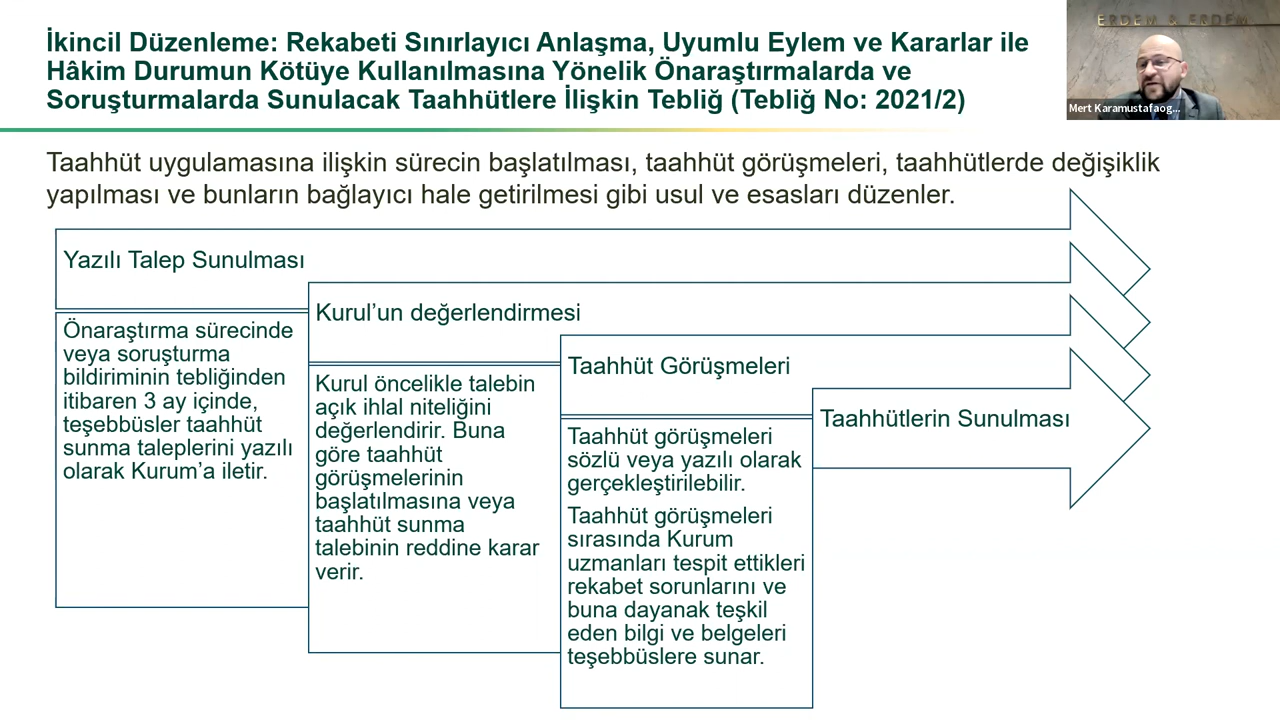 İkincil Düzenleme: Rekabeti Sınırlayıcı Anlaşma, Uyumlu Eylem ve Kararlar ile
Hâkim Durumun Kötüye Kullanılmasına Yönelik Önaraştırmalarda ve
Soruşturmalarda Sunulacak Taahhütlere İlişkin Tebliğ (Tebliğ No: 2021/2)
ERDEM & ERDEM
Mert Karamustafaog...
Taahhüt uygulamasına ilişkin sürecin başlatılması, taahhüt görüşmeleri, taahhütlerde değişiklik
yapılması ve bunların bağlayıcı hale getirilmesi gibi usul ve esasları düzenler.
Yazılı Talep Sunulması
Önaraştırma sürecinde
veya soruşturma
bildiriminin tebliğinden
itibaren 3 ay içinde,
teşebbüsler taahhüt
sunma taleplerini yazılı
olarak Kurum’a iletir.
Kurul’un değerlendirmesi
Kurul öncelikle talebin
açık ihlal niteliğini
değerlendirir. Buna
göre taahhüt
görüşmelerinin
başlatılmasına veya
taahhüt sunma
talebinin reddine karar
verir.
Taahhüt Görüşmeleri
Taahhüt görüşmeleri
sözlü veya yazılı olarak
gerçekleştirilebilir.
Taahhüt görüşmeleri
sırasında Kurum
uzmanları tespit ettikleri
rekabet sorunlarını ve
buna dayanak teşkil
eden bilgi ve belgeleri
teşebbüslere sunar.
Taahhütlerin Sunulması